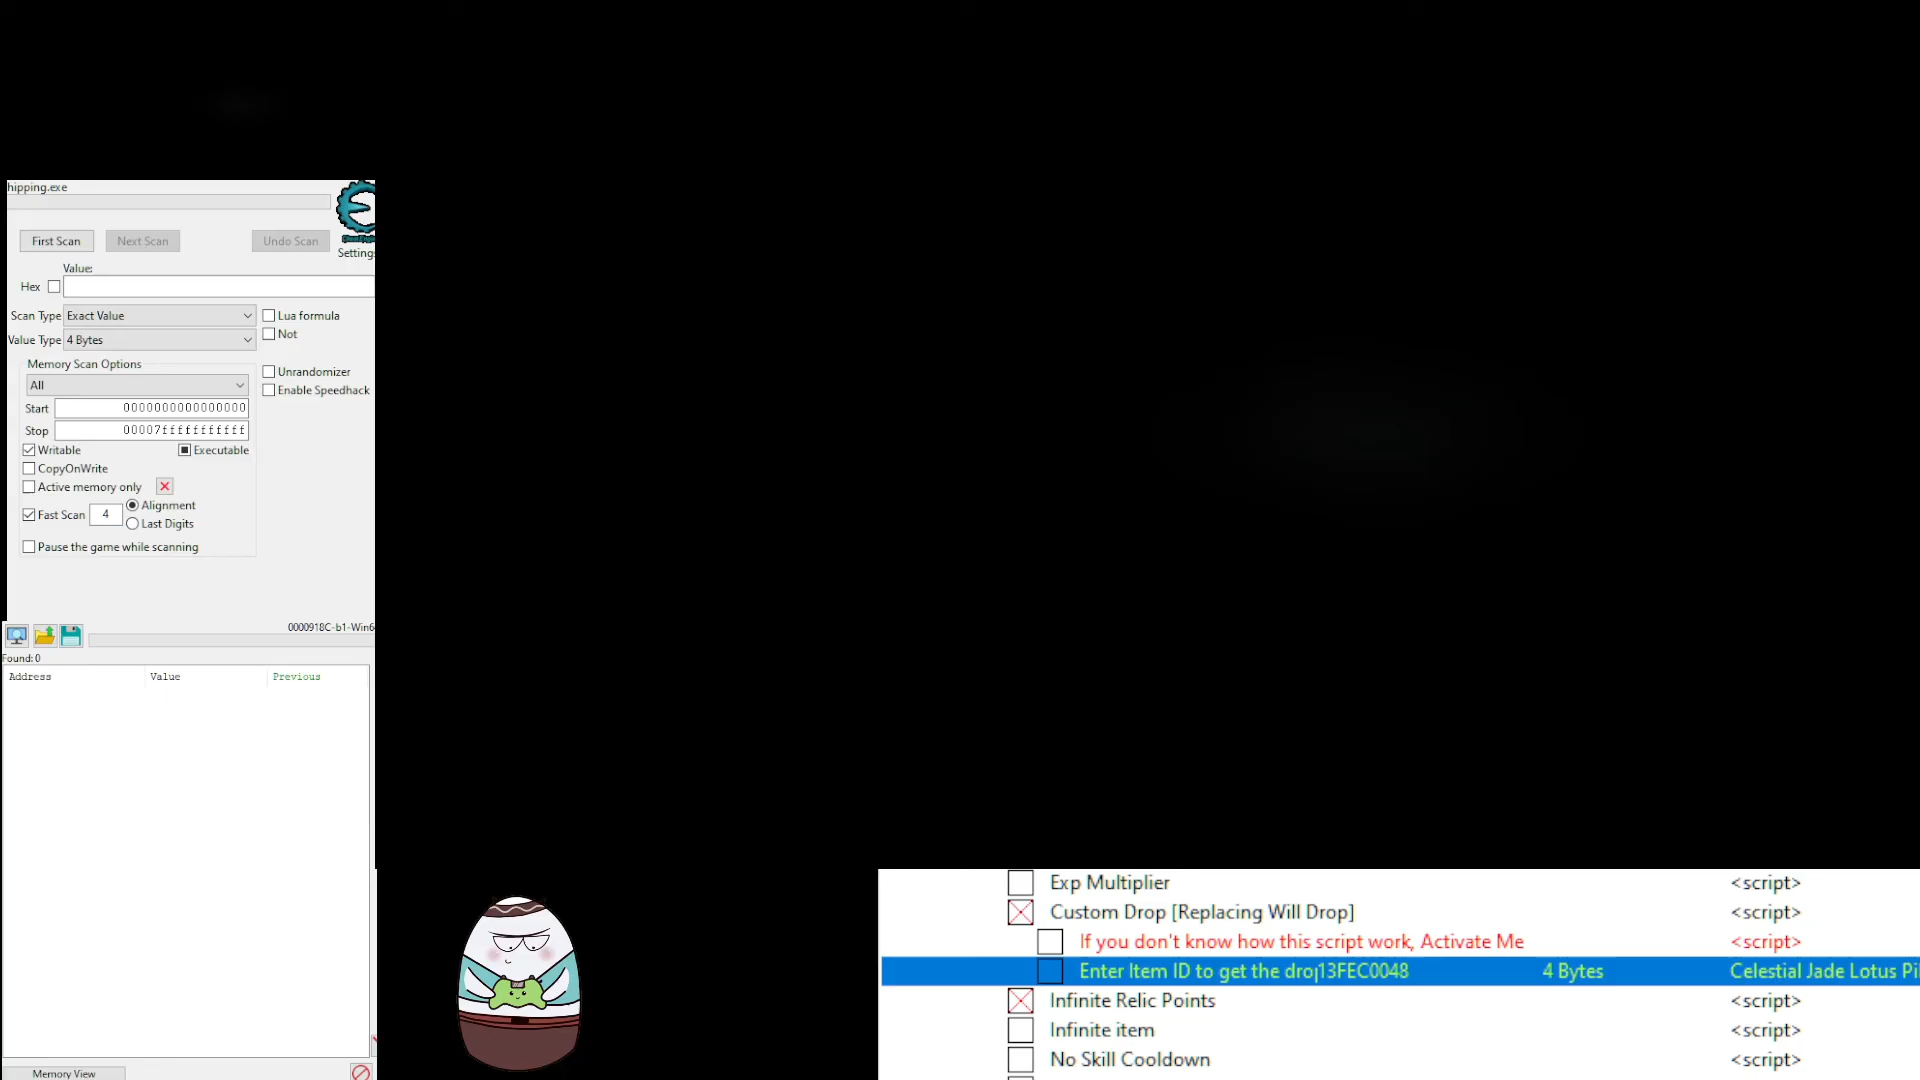 hipping.exe
First Scan Next Scan Undo Scan
Settings
Value:
Hex
Scan Type Exact Value Lua formula
Not
Value Type 4 Bytes
Memory Scan Options
All
Unrandomizer
Enable Speedhack
Start 0000000000000000
Stop 00007fffffffffff
Writable Executable
CopyOnWrite
Active memory only
Fast Scan 4 Alignment
Last Digits
Pause the game while scanning
0000918C-b1-Win6
Found: 0
Address Value Previous
Memory View
Exp Multiplier <script>
Custom Drop [Replacing Will Drop] <script>
If you don't know how this script work, Activate Me <script>
Enter Item ID to get the dro 13FEC0048 4 Bytes Celestial Jade Lotus Pil
Infinite Relic Points <script>
Infinite item <script>
No Skill Cooldown <script>